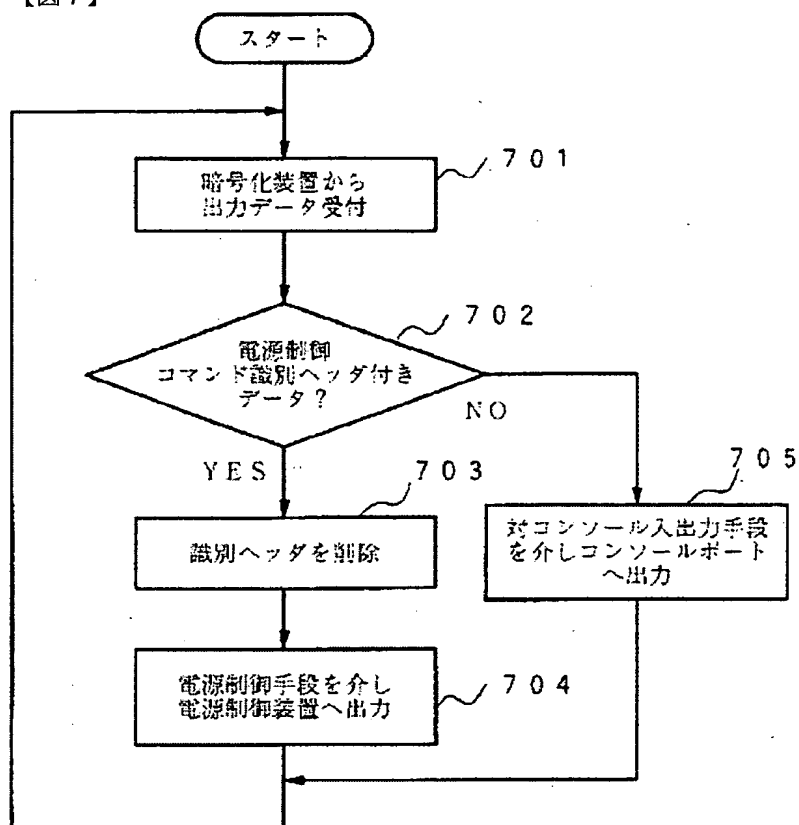 【図7】
スタート
701
暗号化装置から
出力データ受付
702
電源制御
コマンド識別ヘッダ付き
データ?
NO
YES
703
識別ヘッダを削除
705
対コンソール入出力手段
を介しコンソールポート
へ出力
電源制御手段を介し
電源制御装置へ出力
704